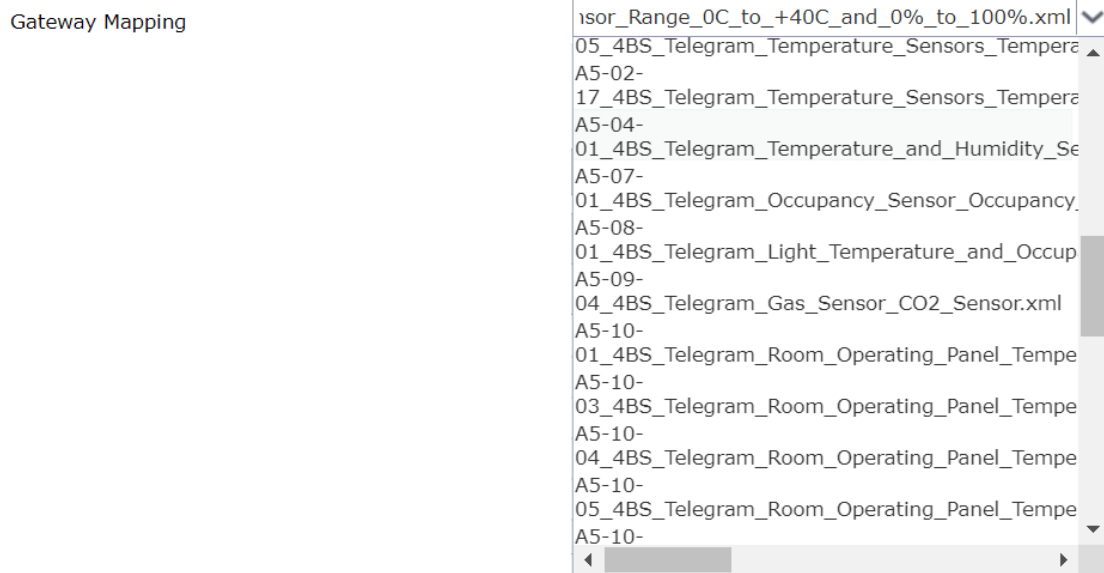 Gateway Mapping
nsor_Range_0C_to_+40C_and_0%_to_100%.xml
05_4BS_Telegram_Temperature_Sensors_Tempera
A5-02-
17_4BS_Telegram_Temperature_Sensors_Tempera
A5-04-
01_4BS_Telegram_Temperature_and_Humidity_Se
A5-07-
01_4BS_Telegram_Occupancy_Sensor_Occupancy_
A5-08-
01_4BS_Telegram_Light_Temperature_and_Occup
A5-09-
04_4BS_Telegram_Gas_Sensor_CO2_Sensor.xml
A5-10-
01_4BS_Telegram_Room_Operating_Panel_Tempe
A5-10-
03_4BS_Telegram_Room_Operating_Panel_Tempe
A5-10-
04_4BS_Telegram_Room_Operating_Panel_Tempe
A5-10-
05_4BS_Telegram_Room_Operating_Panel_Tempe
A5-10-